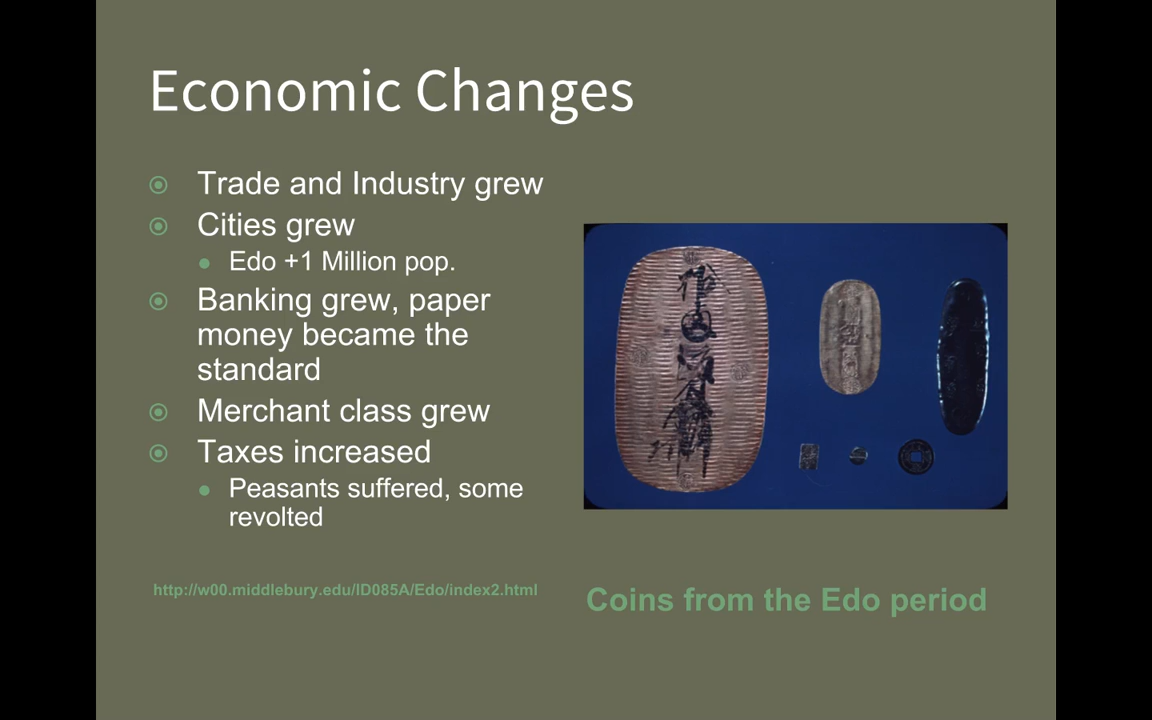 Economic Changes
Trade and Industry grew
Cities grew
Edo +1 Million pop.
Banking grew, paper
money became the
standard
Merchant class grew
Taxes increased
Peasants suffered, some
revolted
http://w00.middlebury.edu/ID085A/Edo/index2.html
Coins from the Edo period